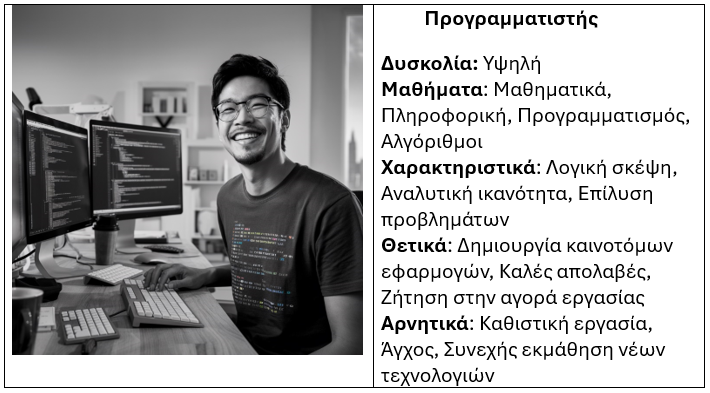 Προγραμματιστής
Δυσκολία: Υψηλή
Μαθήματα: Μαθηματικά,
Πληροφορική, Προγραμματισμός,
Αλγόριθμοι
Χαρακτηριστικά: Λογική σκέψη,
Αναλυτική ικανότητα, Επίλυση
προβλημάτων
Θετικά: Δημιουργία καινοτόμων
εφαρμογών, Καλές απολαβές,
Ζήτηση στην αγορά εργασίας
Αρνητικά: Καθιστική εργασία,
Άγχος, Συνεχής εκμάθηση νέων
τεχνολογιών